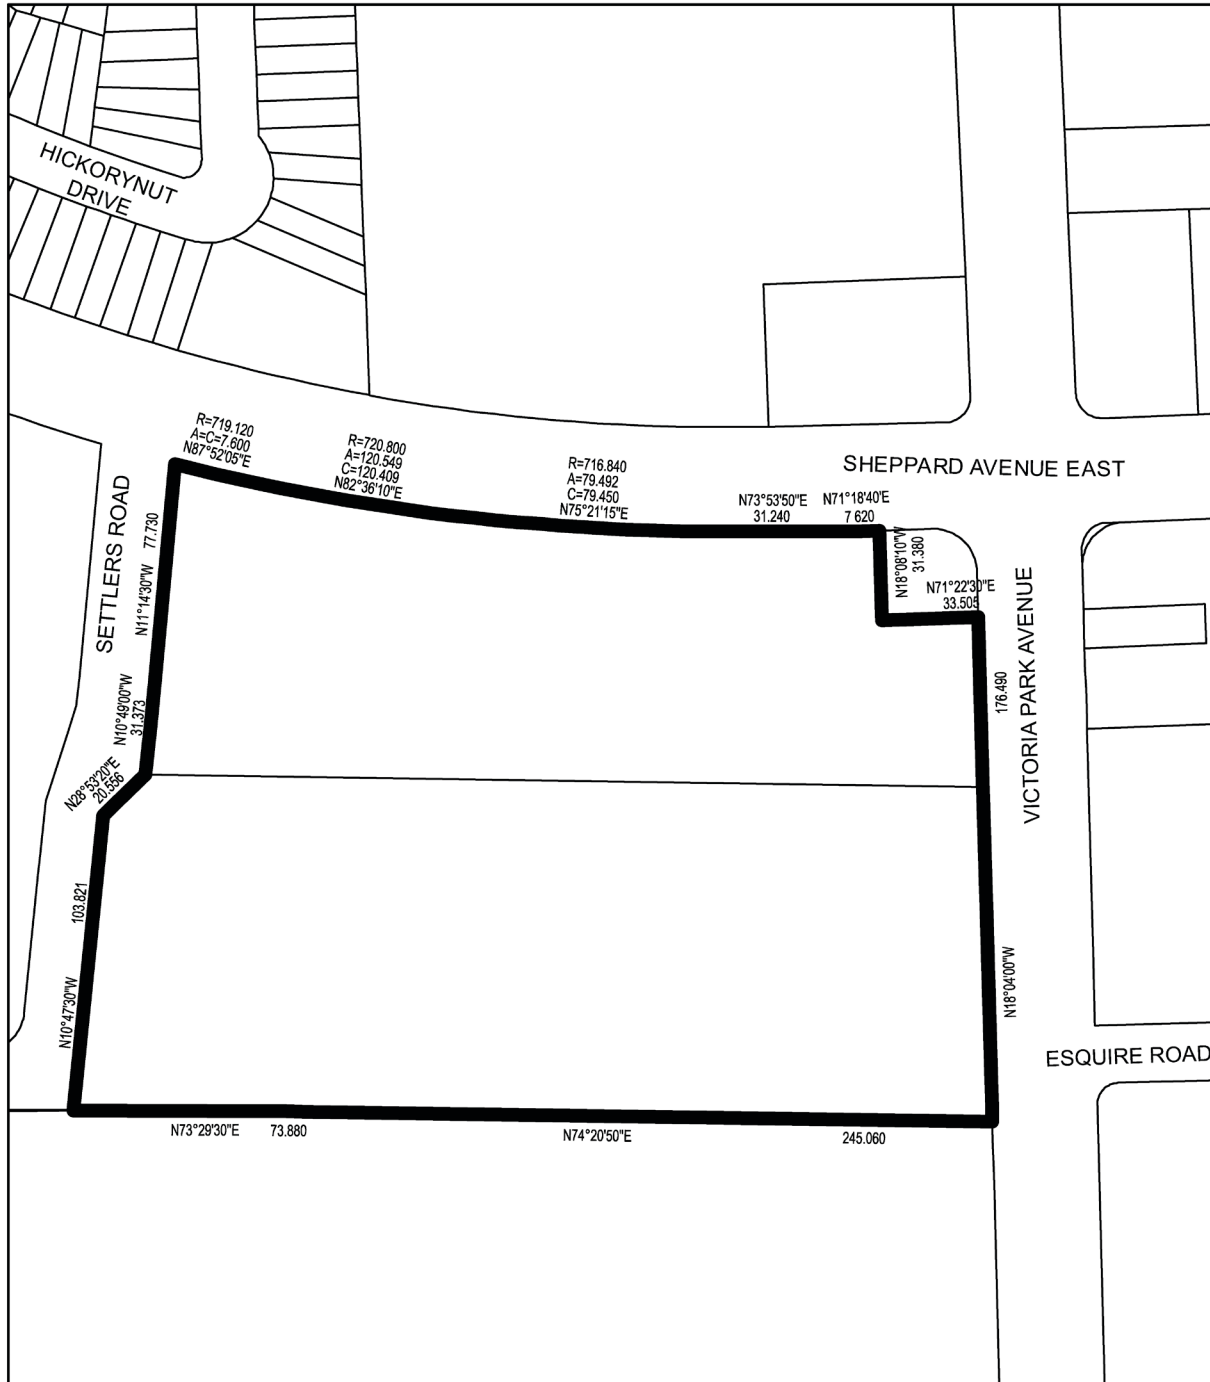 HICKORYNUT
DRIVE
R=719.120
A=C=7.600
N87°52'05"E
R=720.800
A=120.549
C=120.409
N82°36'10"E
R=716.840
A=79.492
C=79.450
N75°21'15"E
SHEPPARD AVENUE EAST
N73°53'50"E
31.240
N71°18'40'E
7 620
N18°08'10"W
31.380
N71°22'30"E
33.505
SETTLERS ROAD
77.730
N11°14'30"W
N10°49'00"W
31.373
N28°53'20"E
20.556
103.821
N10°47'30"W
176.490
VICTORIA PARK AVENUE
N18°04'00"W
ESQUIRE ROAD
N73°29'30"E
73.880
N74°20'50"E
245.060